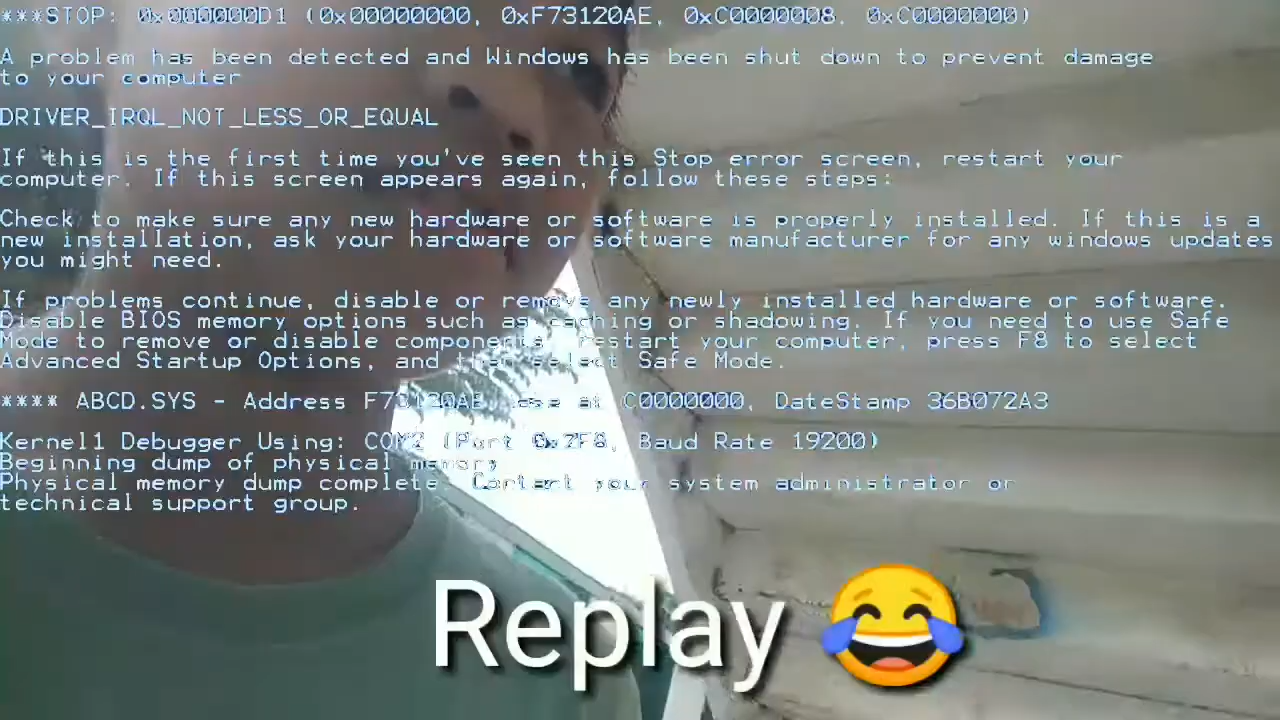 ***STOP: 0x000000D1 (0x00000000, 0xF73120AE, 0xC0000008, 0xC0000000)
A problem has been detected and Windows has been shut down to prevent damage
to your computer
DRIVER_IRQL_NOT_LESS_OR_EQUAL
If this is the first time you've seen this Stop error screen, restart your
computer. If this screen appears again, follow these steps:
Check to make sure any new hardware or software is properly installed. If this is a
new installation, ask your hardware or software manufacturer for any windows updates
you might need.
If problems continue, disable or remove any newly installed hardware or software.
Disable BIOS memory options such as caching or shadowing. If you need to use Safe
Mode to remove or disable components, restart your computer, press F8 to select
Advanced Startup Options, and then select Safe Mode.
**** ABCD.SYS - Address F73120AE base at C0000000, DateStamp 36B072A3
Kernel1 Debugger Using: COM2 (Port 0x2F8, Baud Rate 19200)
Beginning dump of physical memory
Physical memory dump complete. Contact your system administrator or
technical support group.
Replay 😂